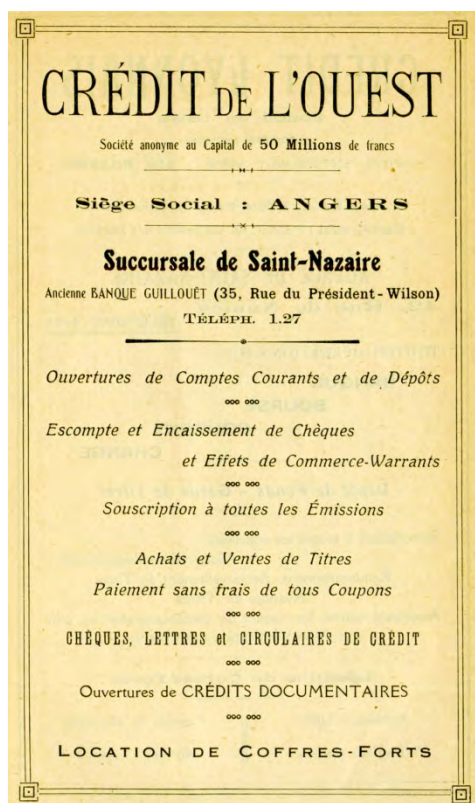 CRÉDIT DE L'OUEST
Société anonyme au Capital de 50 Millions de francs
Siège Social : ANGERS
Succursale de Saint-Nazaire
Ancienne BANQUE GUILLOUËT (35, Rue du Président-Wilson)
TÉLÉPH. 1.27
Ouvertures de Comptes Courants et de Dépôts
Escompte et Encaissement de Chèques
et Effets de Commerce-Warrants
Souscription à toutes les Émissions
Achats et Ventes de Titres
Paiement sans frais de tous Coupons
CHÈQUES, LETTRES et CIRCULAIRES DE CRÉDIT
Ouvertures de CRÉDITS DOCUMENTAIRES
LOCATION DE COFFRES-FORTS